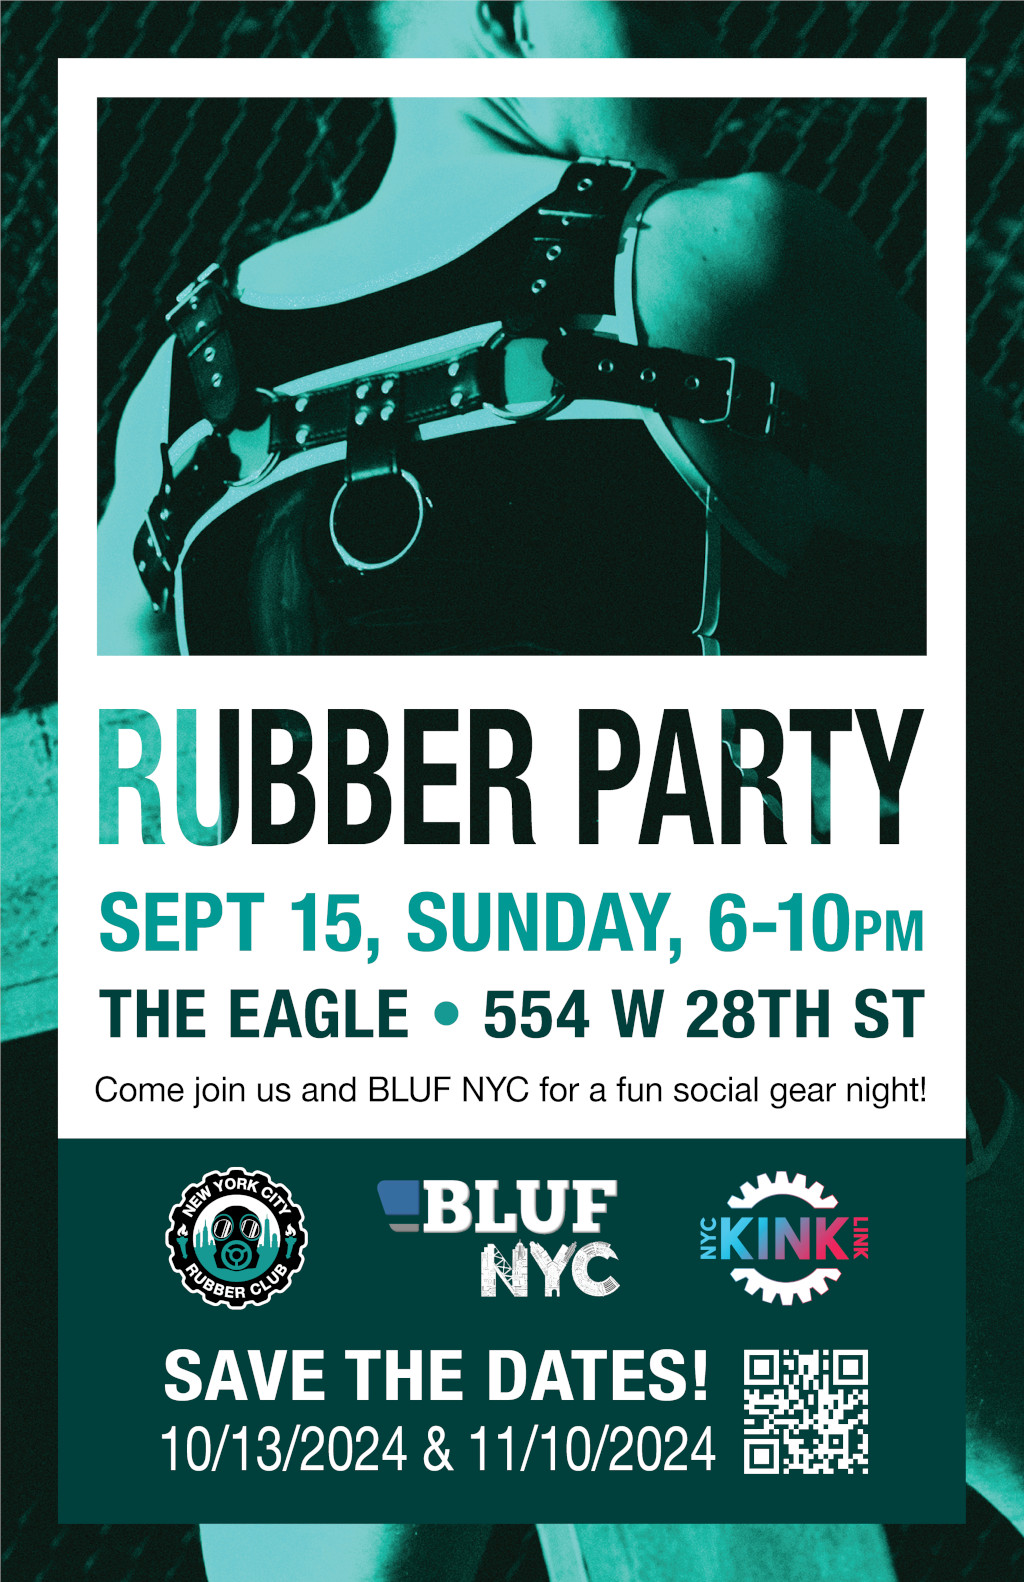 RUBBER PARTY
SEPT 15, SUNDAY, 6-10PM
THE EAGLE • 554 W 28TH ST
Come join us and BLUF NYC for a fun social gear night!
NEW YORK CITY
RUBBER CLUB
BLUF
NYC
NYC KINK LINK
SAVE THE DATES!
10/13/2024 & 11/10/2024